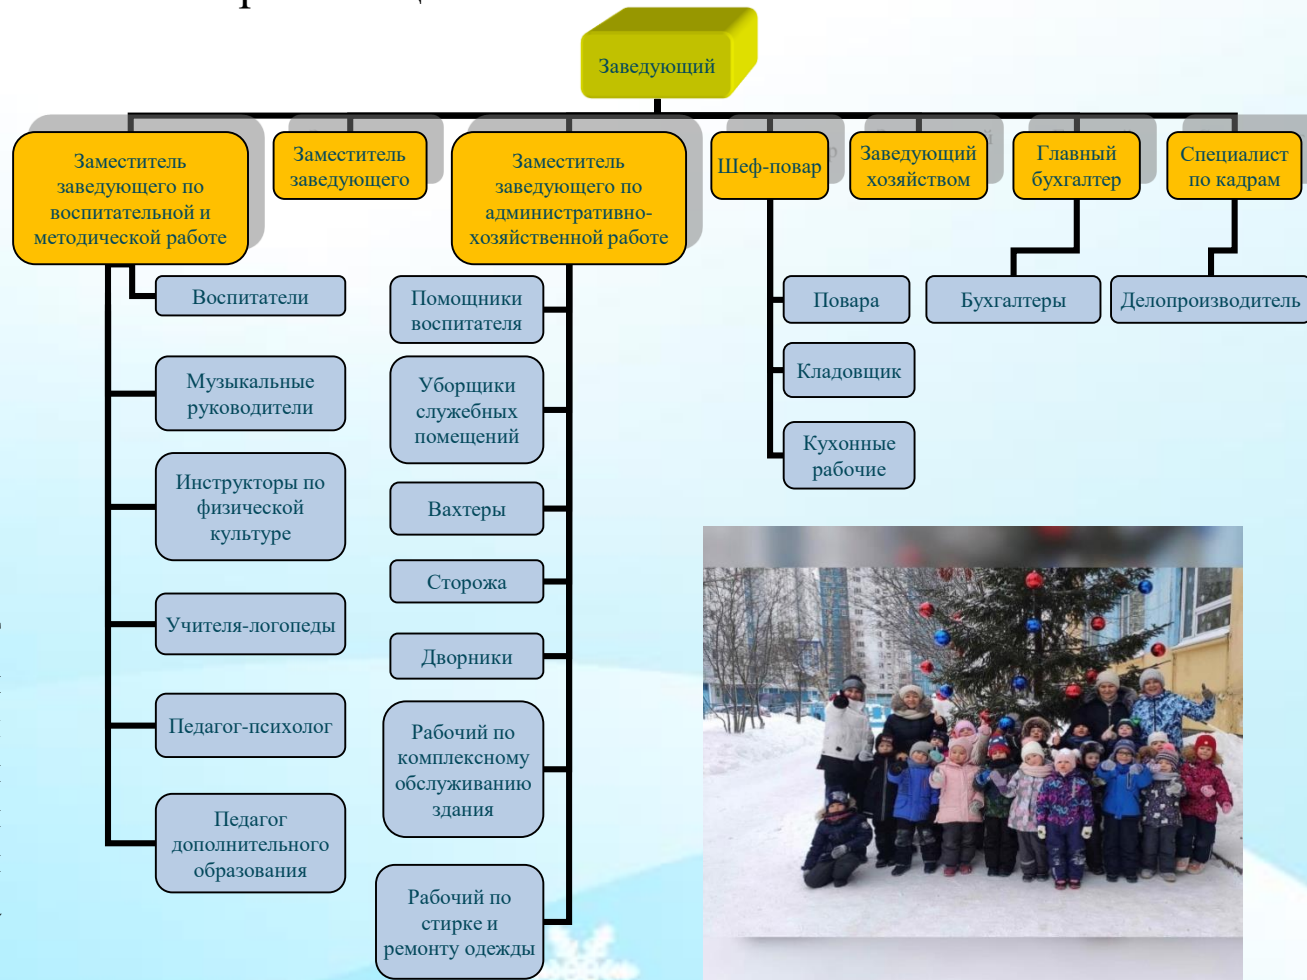 Заведующий
Заместитель
заведующего по
воспитательной и
методической работе
Заместитель
заведующего
Заместитель
заведующего по
административно-
хозяйственной работе
Шеф-повар
Заведующий
хозяйством
Главный
бухгалтер
Специалист
по кадрам
Воспитатели
Музыкальные
руководители
Инструкторы по
физической
культуре
Учителя-логопеды
Педагог-психолог
Педагог
дополнительного
образования
Помощники
воспитателя
Уборщики
служебных
помещений
Вахтеры
Сторожа
Дворники
Рабочий по
комплексному
обслуживанию
здания
Рабочий по
стирке и
ремонту одежды
Повара
Кладовщик
Кухонные
рабочие
Бухгалтеры
Делопроизводитель